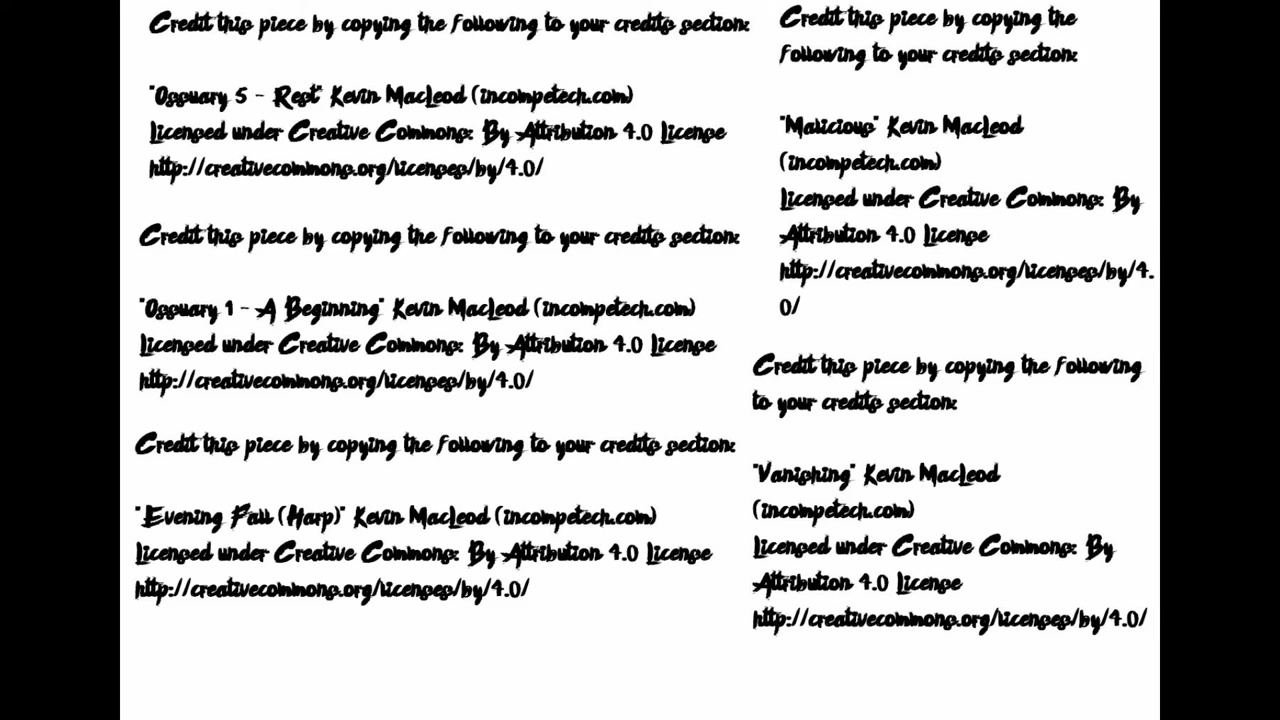 Credit this piece by copying the following to your credits section:
"Ossuary 5 - Rest" Kevin MacLeod (incompetech.com)
Licensed under Creative Commons: By Attribution 4.0 License
http://creativecommons.org/licenses/by/4.0/
Credit this piece by copying the following to your credits section:
"Ossuary 1 - A Beginning" Kevin MacLeod (incompetech.com)
Licensed under Creative Commons: By Attribution 4.0 License
http://creativecommons.org/licenses/by/4.0/
Credit this piece by copying the following to your credits section:
"Evening Fall (Harp)" Kevin MacLeod (incompetech.com)
Licensed under Creative Commons: By Attribution 4.0 License
http://creativecommons.org/licenses/by/4.0/
Credit this piece by copying the
following to your credits section:
"Malicious" Kevin MacLeod
(incompetech.com)
Licensed under Creative Commons: By
Attribution 4.0 License
http://creativecommons.org/licenses/by/4.
0/
Credit this piece by copying the following
to your credits section:
"Vanishing" Kevin MacLeod
(incompetech.com)
Licensed under Creative Commons: By
Attribution 4.0 License
http://creativecommons.org/licenses/by/4.0/